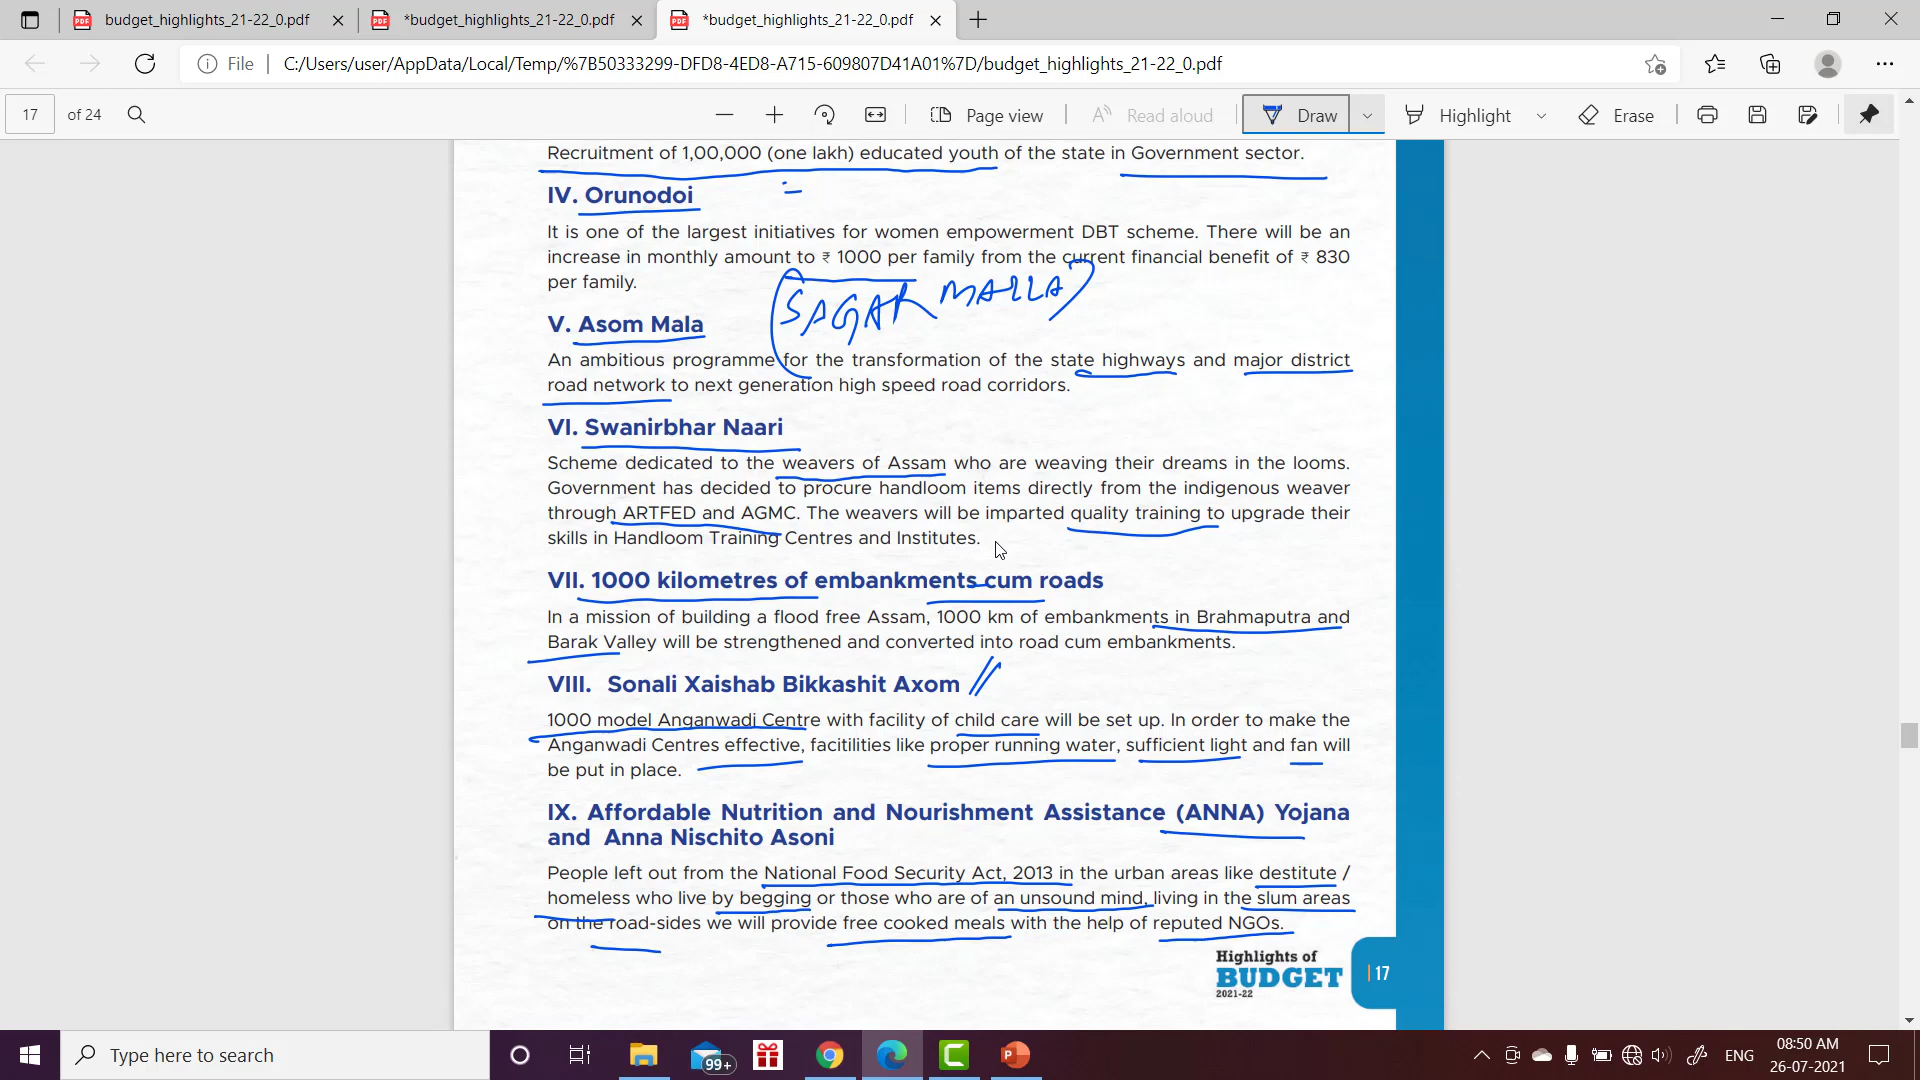 budget_highlights_21-22_0.pdf
*budget_highlights_21-22_0.pdf
*budget_highlights_21-22_0.pdf
File
C:/Users/user/AppData/Local/Temp/%7B50333299-DFD8-4ED8-A715-609807D41A01%7D/budget_highlights_21-22_0.pdf
17 of 24
Page view
Read aloud
Draw
Highlight
Erase
Recruitment of 1,00,000 (one lakh) educated youth of the state in Government sector.
IV. Orunodoi
It is one of the largest initiatives for women empowerment DBT scheme. There will be an
increase in monthly amount to ₹ 1000 per family from the current financial benefit of ₹ 830
per family.
SAGAR MALLA
V. Asom Mala
An ambitious programme for the transformation of the state highways and major district
road network to next generation high speed road corridors.
VI. Swanirbhar Naari
Scheme dedicated to the weavers of Assam who are weaving their dreams in the looms.
Government has decided to procure handloom items directly from the indigenous weaver
through ARTFED and AGMC. The weavers will be imparted quality training to upgrade their
skills in Handloom Training Centres and Institutes.
VII. 1000 kilometres of embankments cum roads
In a mission of building a flood free Assam, 1000 km of embankments in Brahmaputra and
Barak Valley will be strengthened and converted into road cum embankments.
VIII. Sonali Xaishab Bikkashit Axom
1000 model Anganwadi Centre with facility of child care will be set up. In order to make the
Anganwadi Centres effective, facitilities like proper running water, sufficient light and fan will
be put in place.
IX. Affordable Nutrition and Nourishment Assistance (ANNA) Yojana
and Anna Nischito Asoni
People left out from the National Food Security Act, 2013 in the urban areas like destitute /
homeless who live by begging or those who are of an unsound mind, living in the slum areas
on the road-sides we will provide free cooked meals with the help of reputed NGOs.
Highlights of
BUDGET
2021-22
17
Type here to search
99+
ENG
08:50 AM
26-07-2021